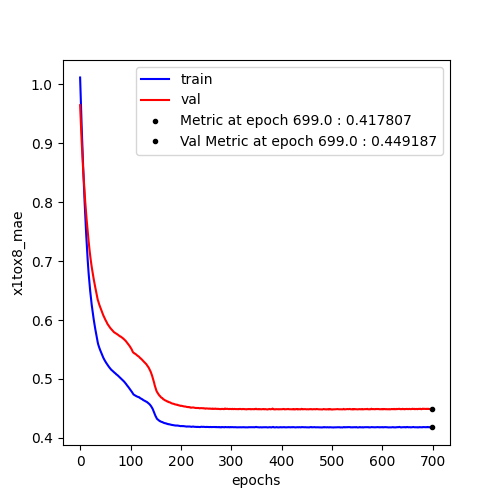 train
val
Metric at epoch 699.0 : 0.417807
Val Metric at epoch 699.0 : 0.449187
1.0
0.9
0.8
0.7
0.6
0.5
0.4
x1tox8_mae
0 100 200 300 400 500 600 700
epochs